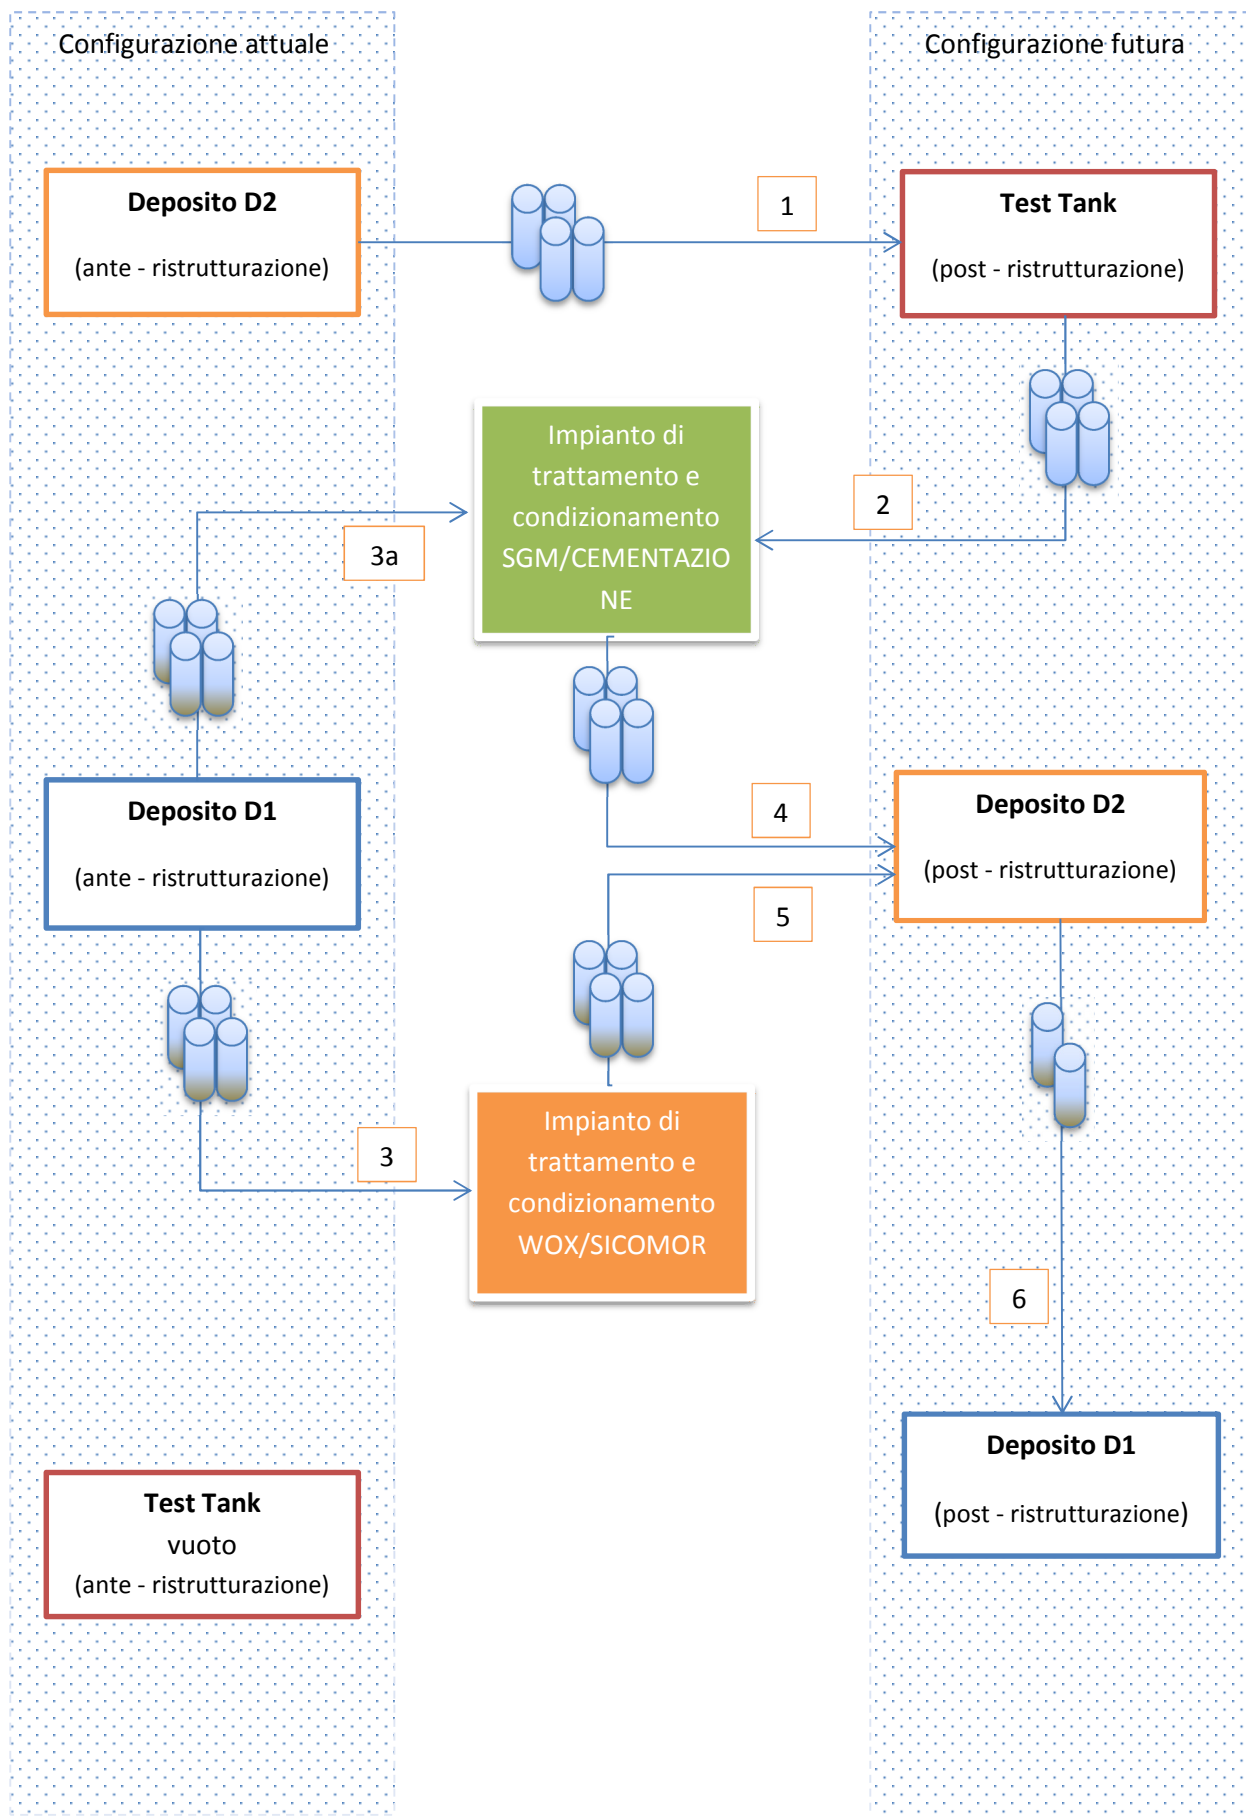 Configurazione attuale
Configurazione futura
Deposito D2
(ante - ristrutturazione)
1
Test Tank
(post - ristrutturazione)
Impianto di
trattamento e
condizionamento
SGM/CEMENTAZIO
NE
2
3a
Deposito D1
(ante - ristrutturazione)
4
Deposito D2
(post - ristrutturazione)
5
3
Impianto di
trattamento e
condizionamento
WOX/SICOMOR
6
Deposito D1
(post - ristrutturazione)
Test Tank
vuoto
(ante - ristrutturazione)